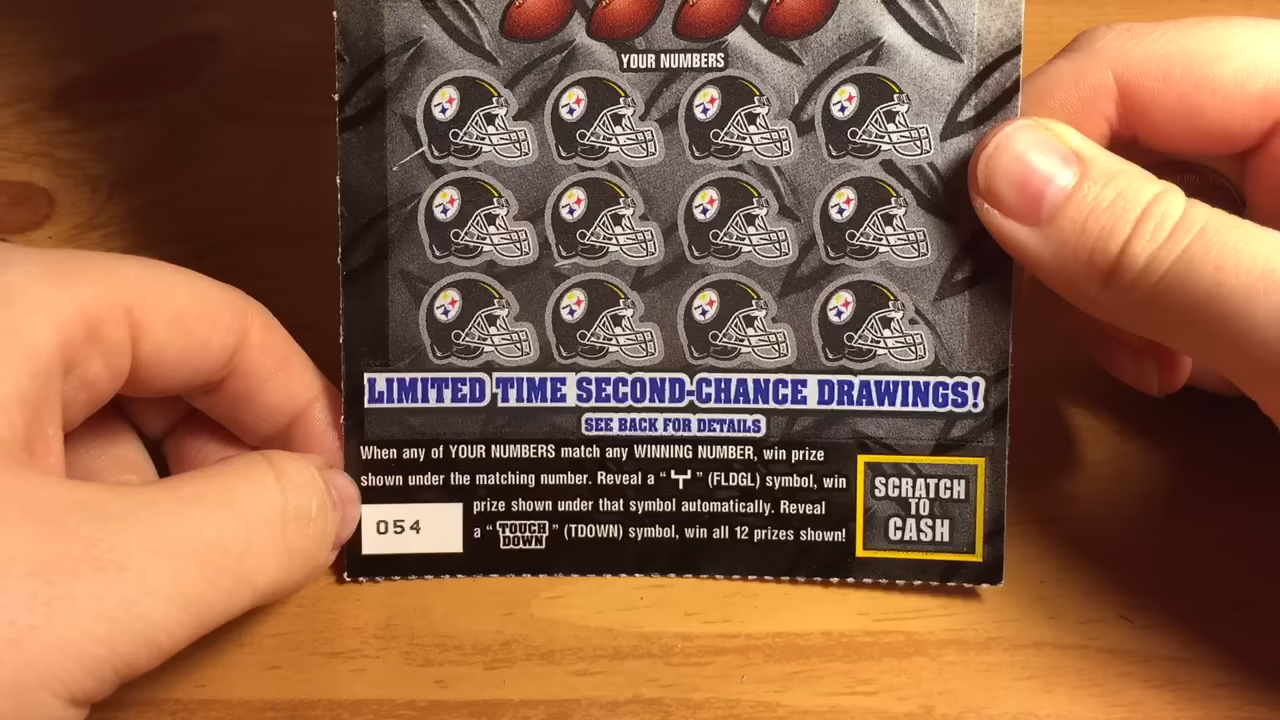 YOUR NUMBERS
LIMITED TIME SECOND-CHANCE DRAWINGS!
SEE BACK FOR DETAILS
When any of YOUR NUMBERS match any WINNING NUMBER, win prize
shown under the matching number. Reveal a " " (FLDGL) symbol, win
prize shown under that symbol automatically. Reveal
a "TOUCH DOWN" (TDOWN) symbol, win all 12 prizes shown!
054
SCRATCH
TO
CASH